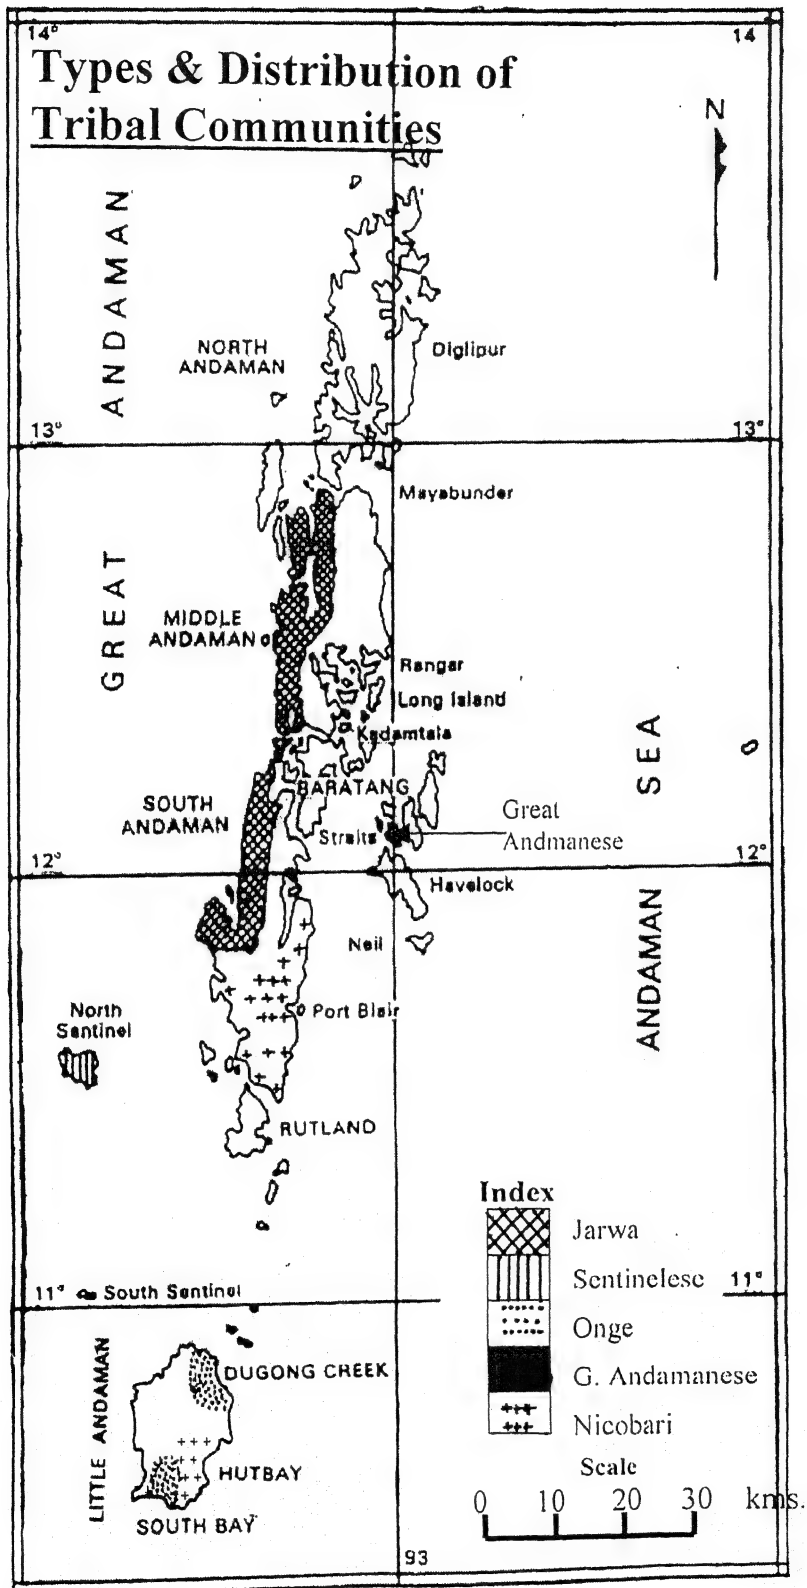 14°
14
Types & Distribution of
Tribal Communities
N
GREAT ANDAMAN
NORTH
ANDAMAN
Diglipur
13°
13°
Mayabunder
MIDDLE
ANDAMAN
Rangar
Long Island
Kadamtala
BARATANG
SOUTH
ANDAMAN
Straits
Great
Andmanese
12°
12°
Havelock
Neil
ANDAMAN SEA
North
Sentinel
Port Blair
RUTLAND
Index
Jarwa
Sentinelese
Onge
G. Andamanese
Nicobari
11°
South Sentinel
11°
LITTLE ANDAMAN
DUGONG CREEK
HUTBAY
SOUTH BAY
Scale
0 10 20 30 kms.
93